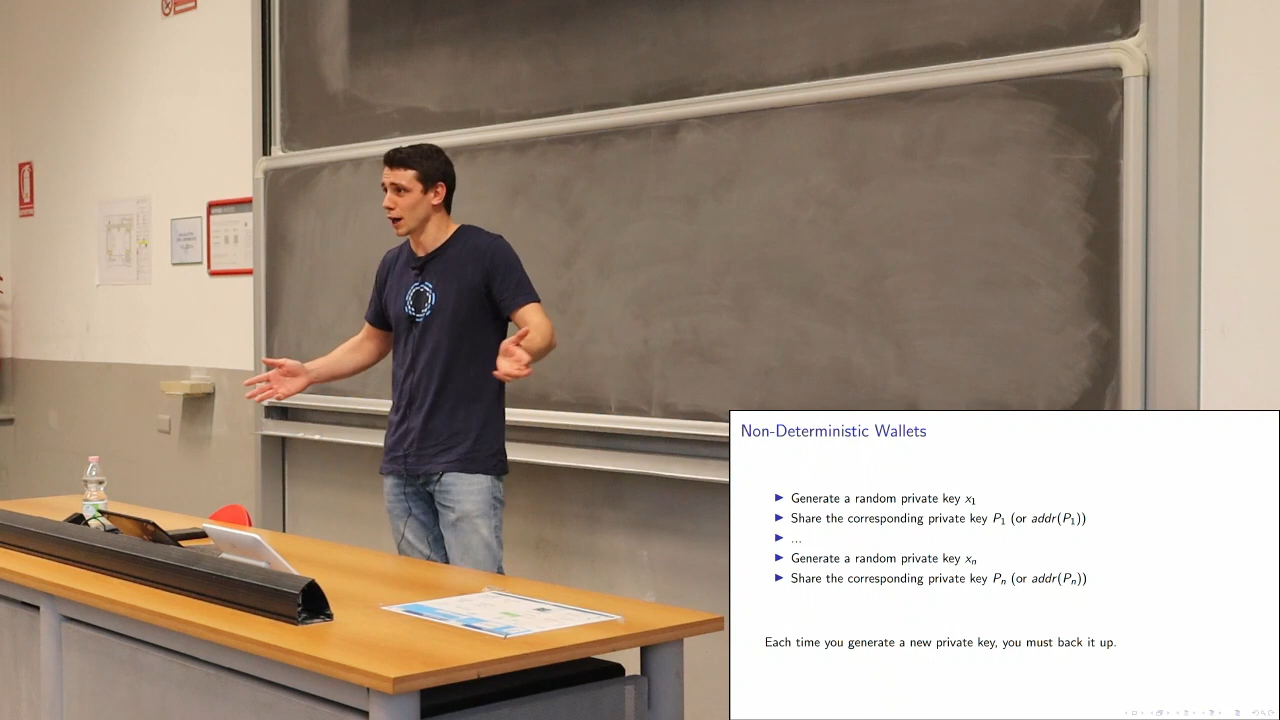 Non-Deterministic Wallets
▶ Generate a random private key x₁
▶ Share the corresponding private key P₁ (or addr(P₁))
▶ ...
▶ Generate a random private key xₙ
▶ Share the corresponding private key Pₙ (or addr(Pₙ))
Each time you generate a new private key, you must back it up.